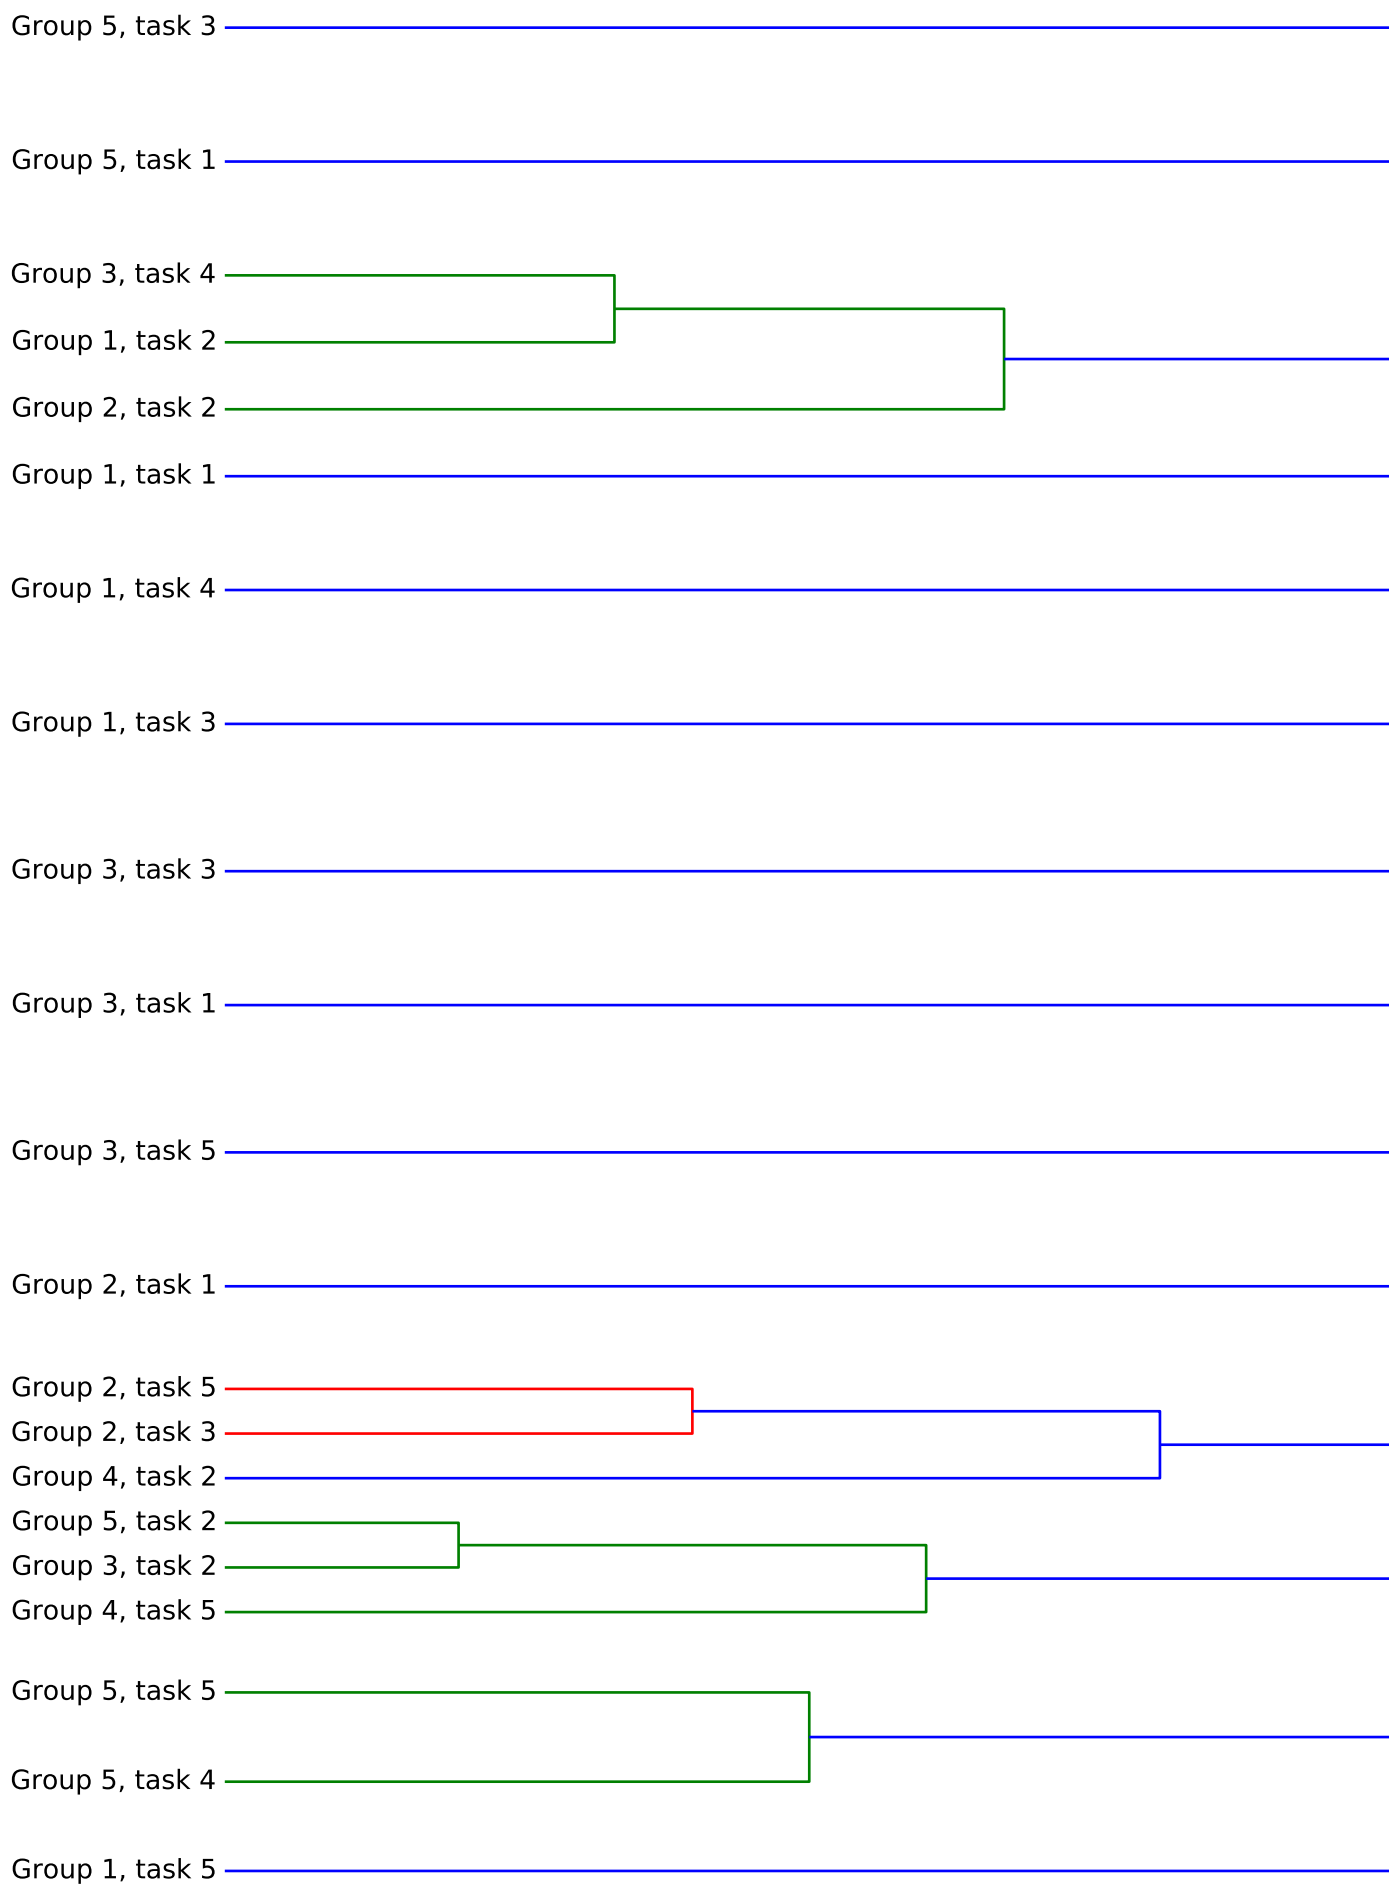 Group 5, task 3
Group 5, task 1
Group 3, task 4
Group 1, task 2
Group 2, task 2
Group 1, task 1
Group 1, task 4
Group 1, task 3
Group 3, task 3
Group 3, task 1
Group 3, task 5
Group 2, task 1
Group 2, task 5
Group 2, task 3
Group 4, task 2
Group 5, task 2
Group 3, task 2
Group 4, task 5
Group 5, task 5
Group 5, task 4
Group 1, task 5